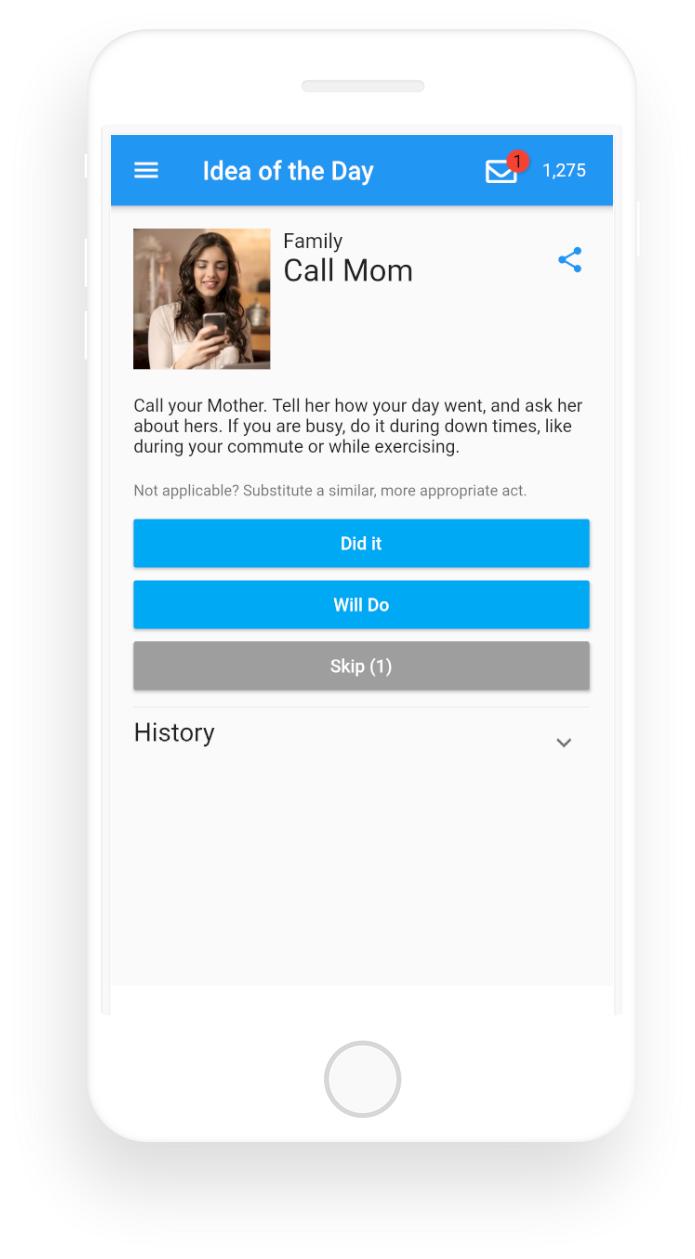 Idea of the Day
1
1,275
Family
Call Mom
Call your Mother. Tell her how your day went, and ask her
about hers. If you are busy, do it during down times, like
during your commute or while exercising.
Not applicable? Substitute a similar, more appropriate act.
Did it
Will Do
Skip (1)
History